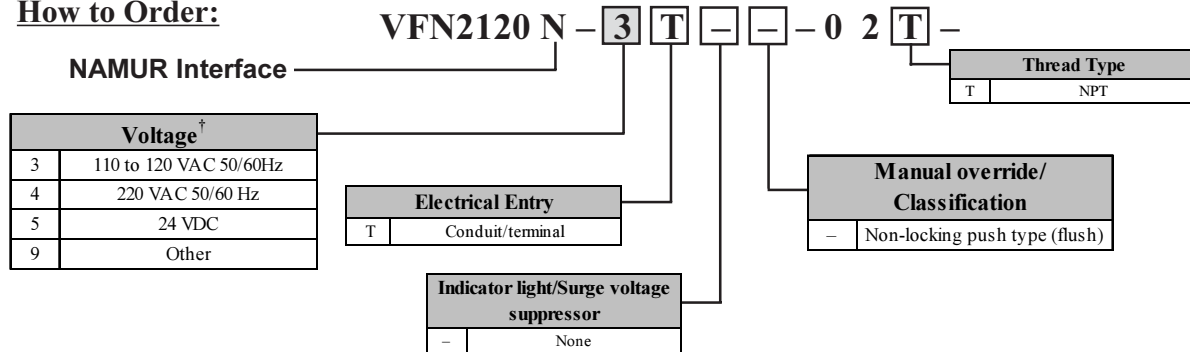 How to Order:
VFN2120 N – 3 T – – – 0 2 T –
NAMUR Interface
Thread Type
T NPT
Voltage†
3 110 to 120 VAC 50/60Hz
4 220 VAC 50/60 Hz
5 24 VDC
9 Other
Electrical Entry
T Conduit/terminal
Manual override/
Classification
– Non-locking push type (flush)
Indicator light/Surge voltage
suppressor
– None